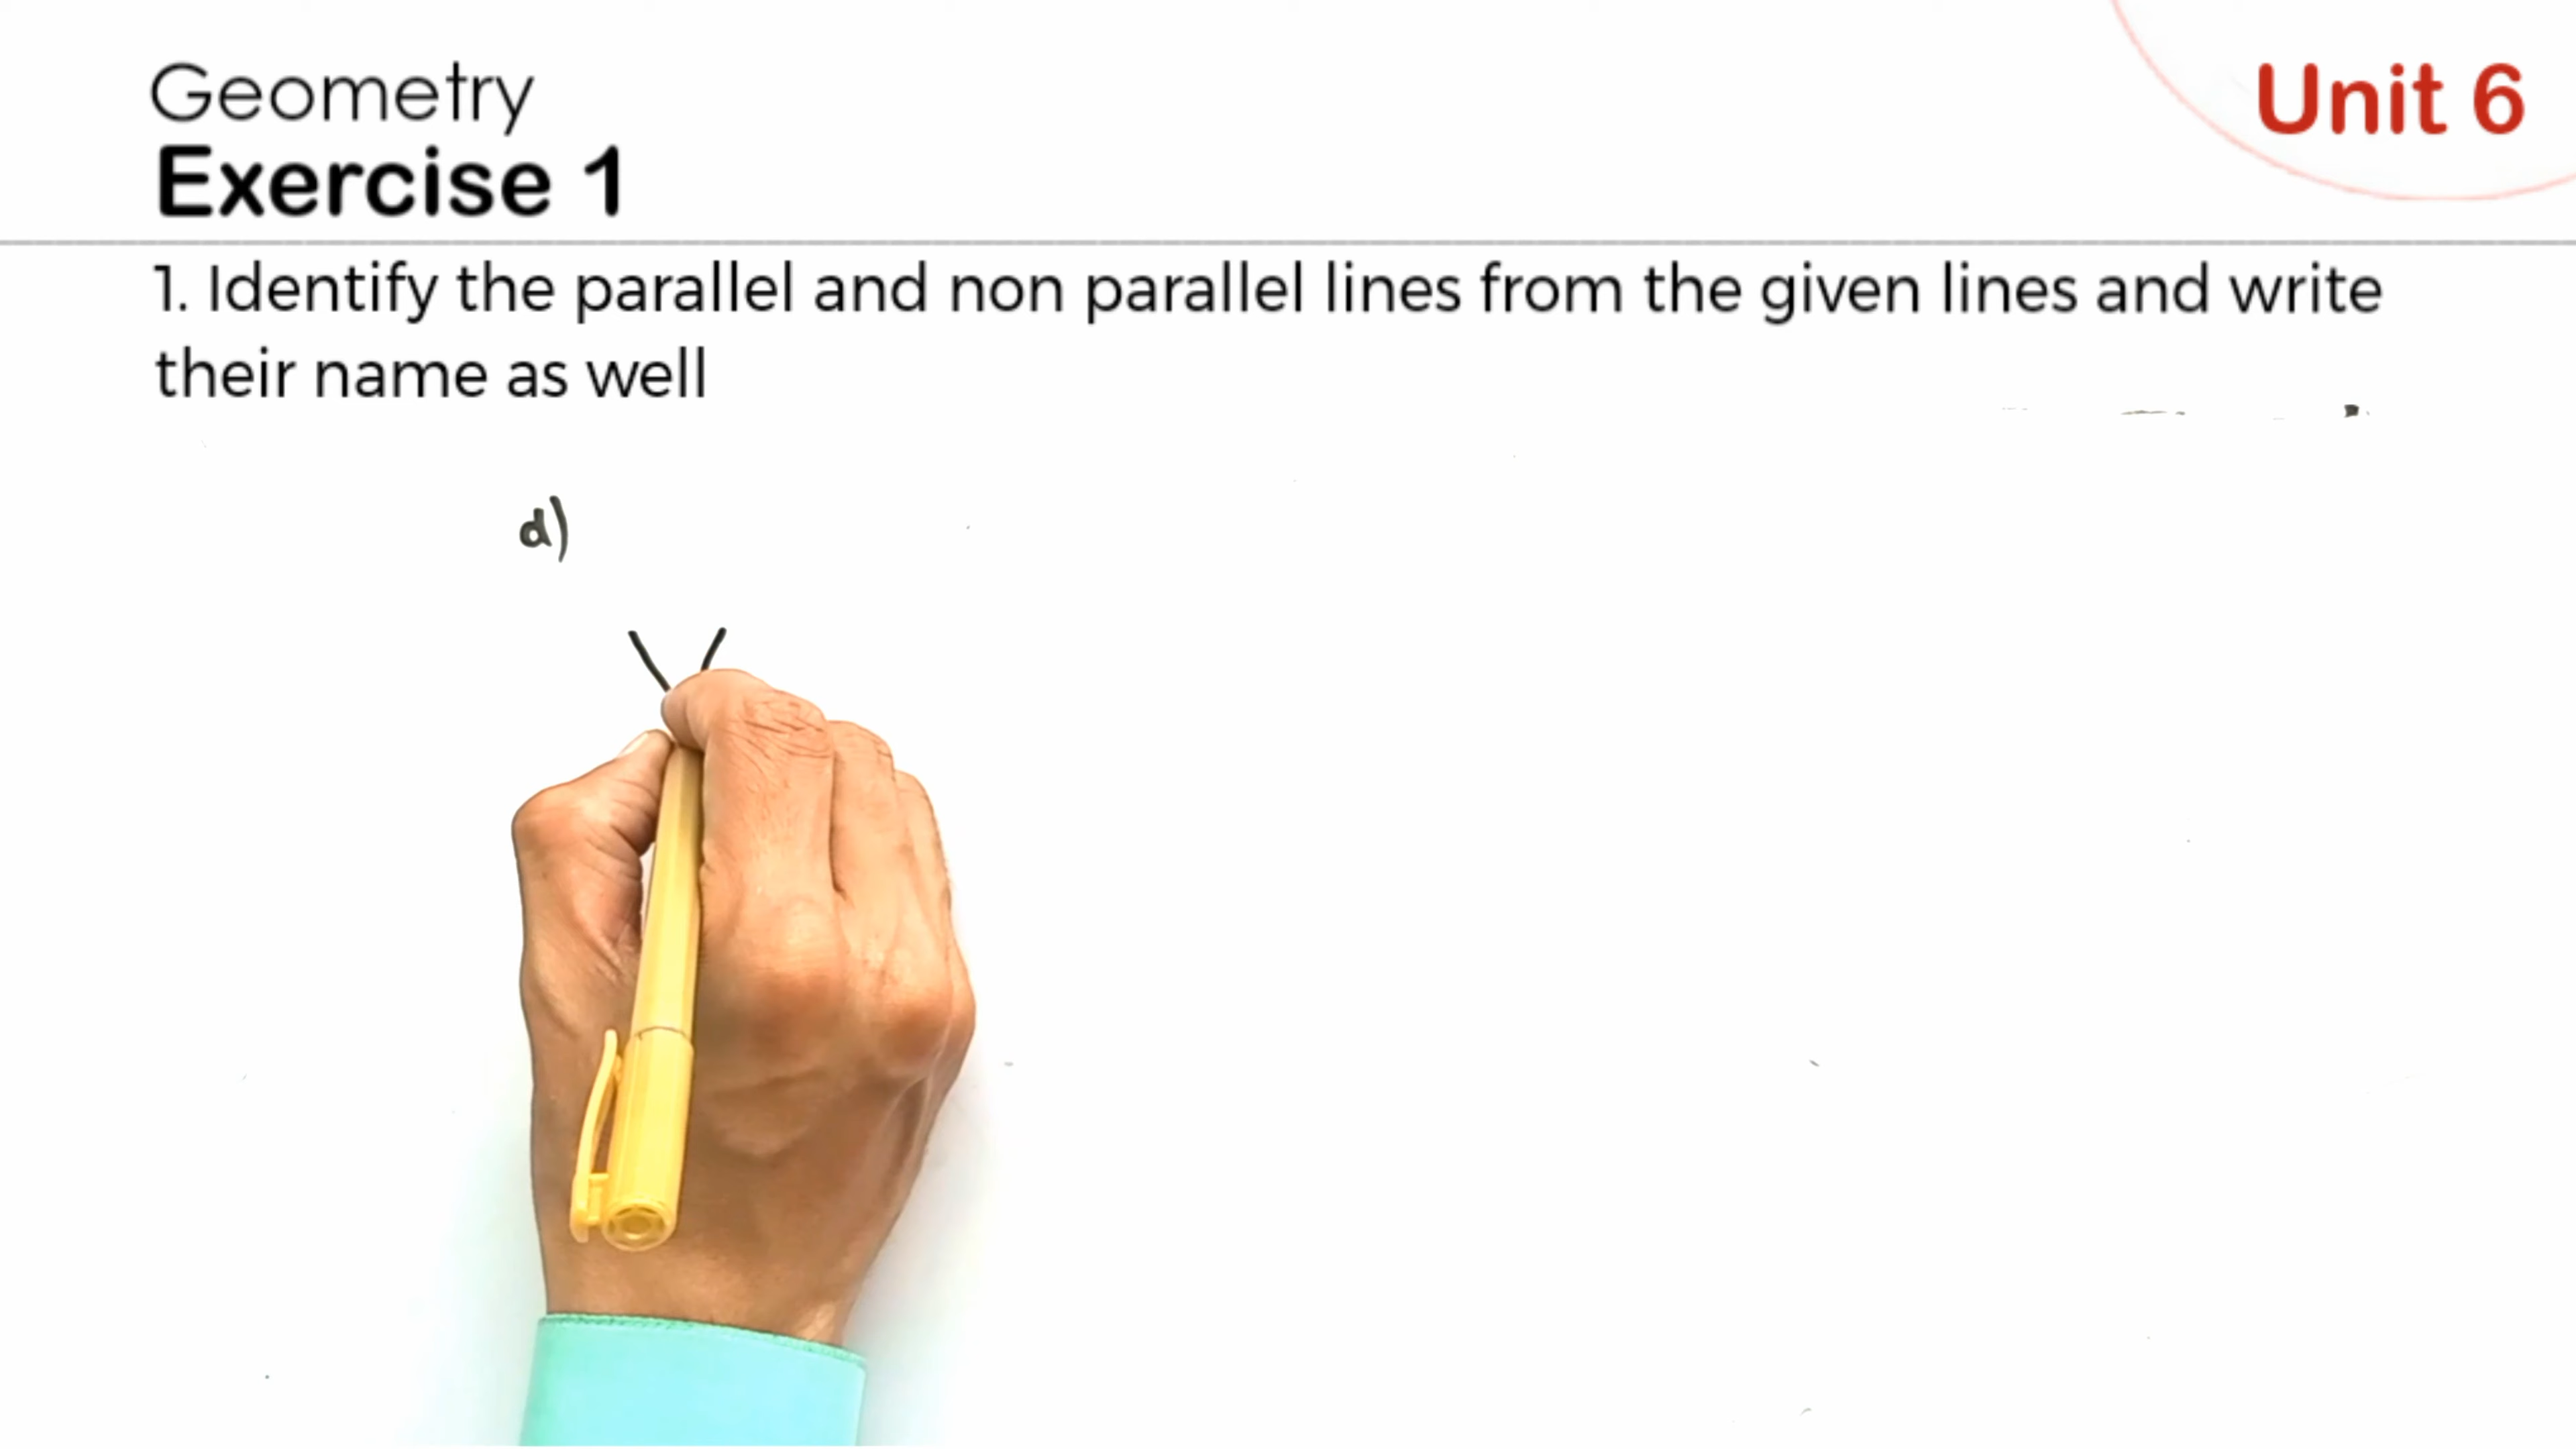 Geometry
Exercise 1
Unit 6
1. Identify the parallel and non parallel lines from the given lines and write
their name as well
d)